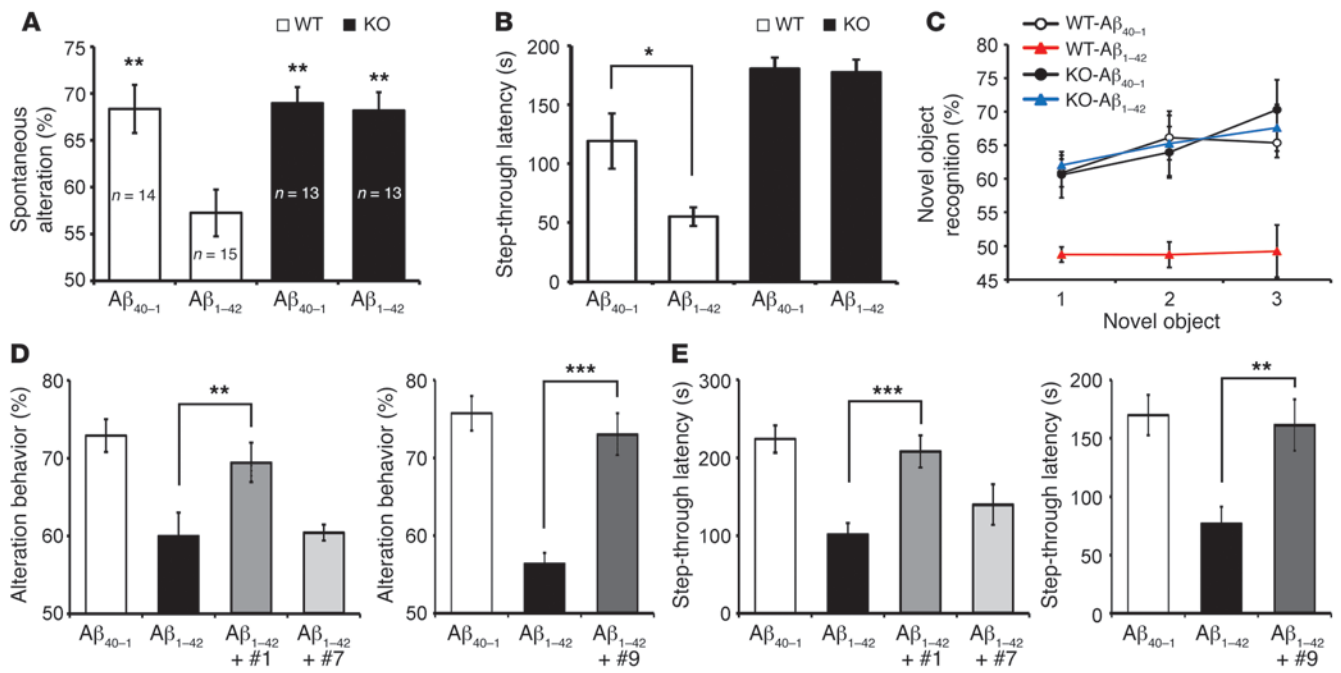 A
WT KO
Spontaneous
alteration (%)
75
70
65
60
55
50
** ** **
n = 14
n = 15
n = 13
n = 13
Aβ40–1 Aβ1–42 Aβ40–1 Aβ1–42
B
WT KO
Step-through latency (s)
200
150
100
50
0
*
Aβ40–1 Aβ1–42 Aβ40–1 Aβ1–42
C
WT-Aβ40–1
WT-Aβ1–42
KO-Aβ40–1
KO-Aβ1–42
Novel object
recognition (%)
80
75
70
65
60
55
50
45
1 2 3
Novel object
D
Alteration behavior (%)
80
70
60
50
**
Aβ40–1 Aβ1–42 Aβ1–42 Aβ1–42
+ #1 + #7
Alteration behavior (%)
80
70
60
50
***
Aβ40–1 Aβ1–42 Aβ1–42
+ #9
E
Step-through latency (s)
300
200
100
0
***
Aβ40–1 Aβ1–42 Aβ1–42 Aβ1–42
+ #1 + #7
Step-through latency (s)
200
150
100
50
0
**
Aβ40–1 Aβ1–42 Aβ1–42
+ #9